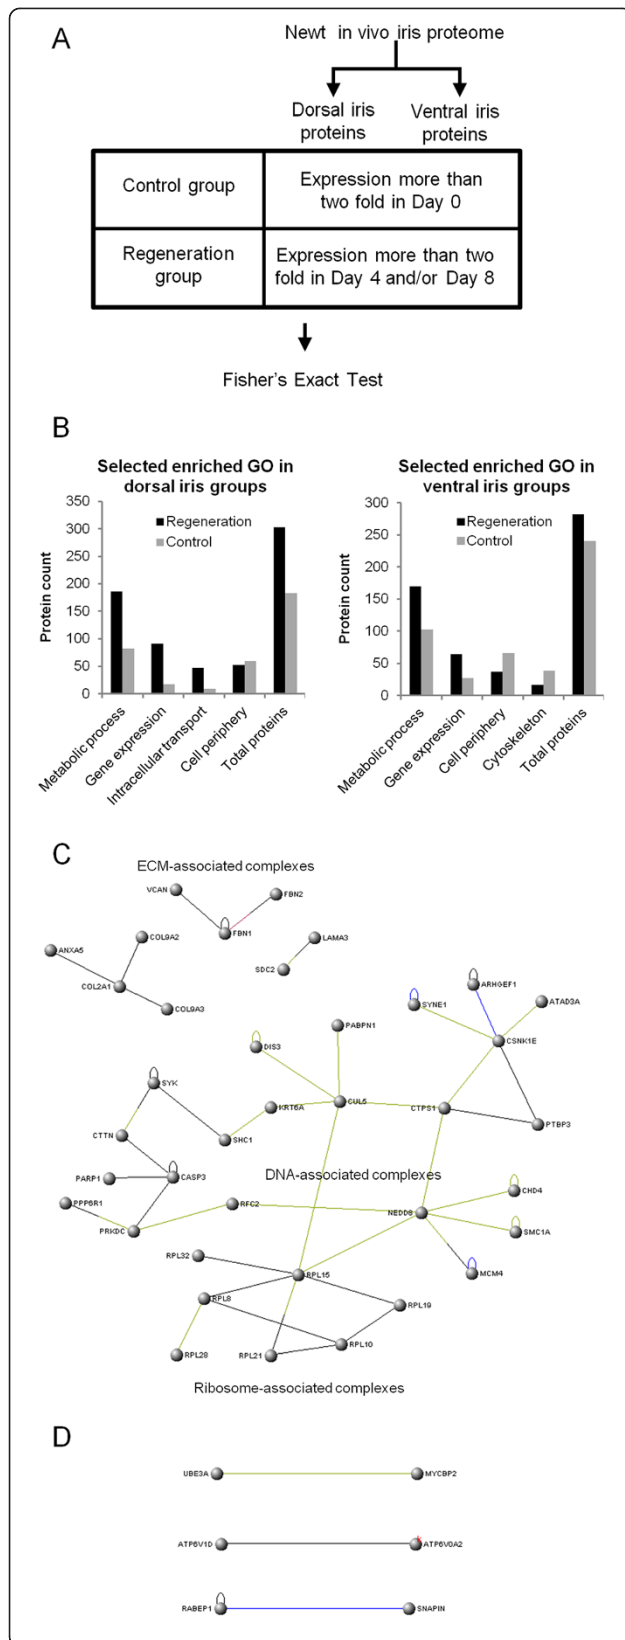 A
Newt in vivo iris proteome
Dorsal iris
proteins
Ventral iris
proteins
Control group
Expression more than
two fold in Day 0
Regeneration
group
Expression more than two
fold in Day 4 and/or Day 8
Fisher's Exact Test
B
Selected enriched GO in
dorsal iris groups
Protein count
350
300
250
200
150
100
50
0
Regeneration
Control
Metabolic process
Gene expression
Intracellular transport
Cell periphery
Total proteins
Selected enriched GO in
ventral iris groups
Protein count
300
250
200
150
100
50
0
Regeneration
Control
Metabolic process
Gene expression
Cell periphery
Cytoskeleton
Total proteins
C
ECM-associated complexes
VCAN
FBN2
FBN1
LAMA3
SDC2
COL9A2
ANXA5
COL2A1
COL9A3
ARHGEF1
SYNE1
ATAD3A
CSNK1E
PABPN1
DIS3
SYK
KRT6A
CUL5
CTPS1
PTBP3
CTTN
SHC1
DNA-associated complexes
PARP1
CASP3
CHD4
PPP6R1
RFC2
NEDD8
PRKDC
SMC1A
RPL32
RPL15
MCM4
RPL8
RPL19
RPL10
RPL28
RPL21
Ribosome-associated complexes
D
UBE3A
MYCBP2
ATP6V1D
ATP6V0A2
RABEP1
SNAPIN